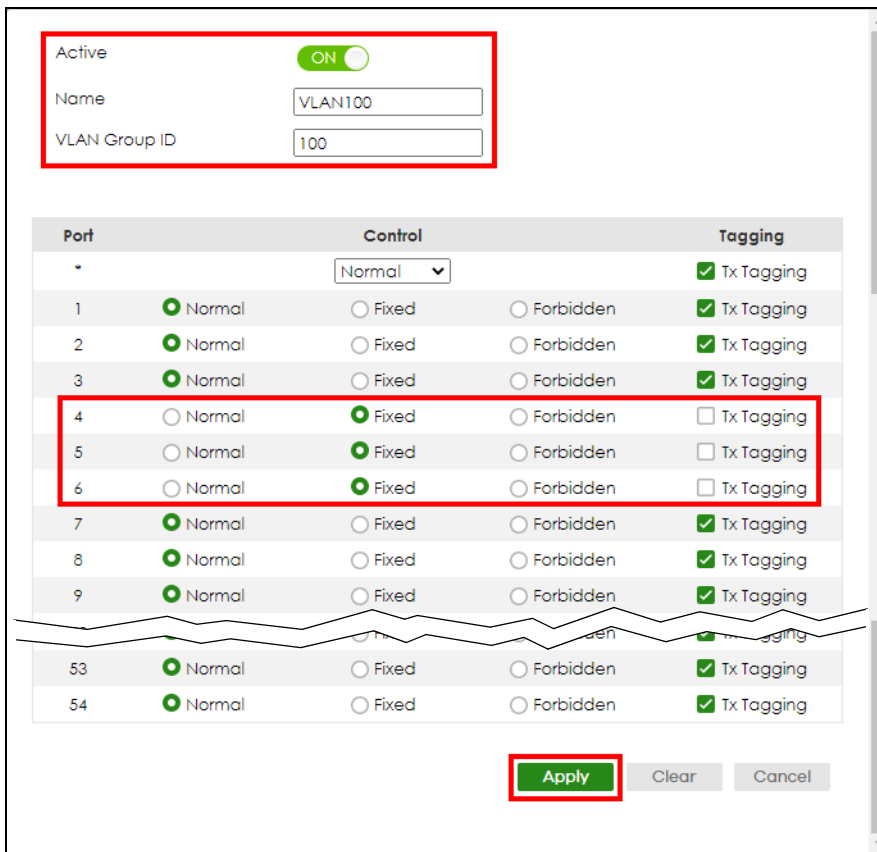 Active ON
Name VLAN100
VLAN Group ID 100
Port Control Tagging
* Normal Tx Tagging
1 Normal Fixed Forbidden Tx Tagging
2 Normal Fixed Forbidden Tx Tagging
3 Normal Fixed Forbidden Tx Tagging
4 Normal Fixed Forbidden Tx Tagging
5 Normal Fixed Forbidden Tx Tagging
6 Normal Fixed Forbidden Tx Tagging
7 Normal Fixed Forbidden Tx Tagging
8 Normal Fixed Forbidden Tx Tagging
9 Normal Fixed Forbidden Tx Tagging
53 Normal Fixed Forbidden Tx Tagging
54 Normal Fixed Forbidden Tx Tagging
Apply Clear Cancel